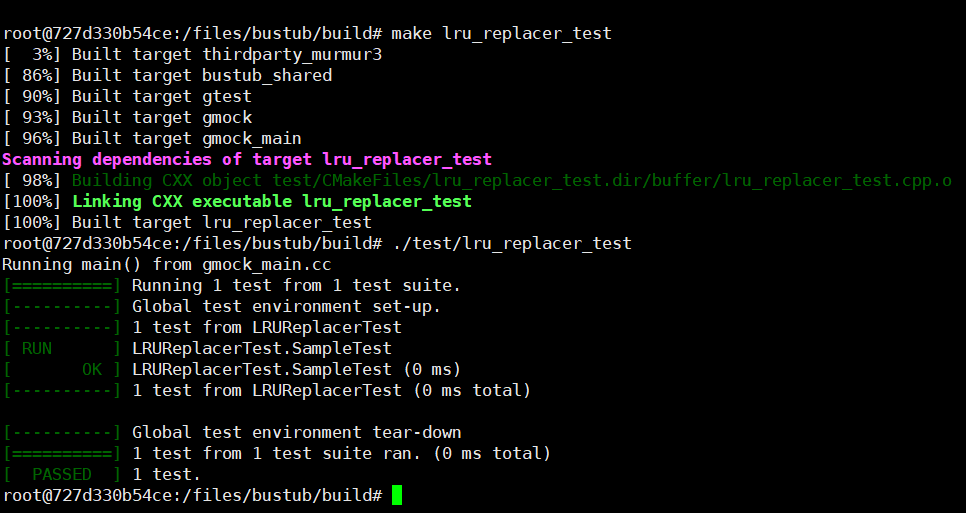 root@727d330b54ce:/files/bustub/build# make lru_replacer_test
[  3%] Built target thirdparty_murmur3
[ 86%] Built target bustub_shared
[ 90%] Built target gtest
[ 93%] Built target gmock
[ 96%] Built target gmock_main
Scanning dependencies of target lru_replacer_test
[ 98%] Building CXX object test/CMakeFiles/lru_replacer_test.dir/buffer/lru_replacer_test.cpp.o
[100%] Linking CXX executable lru_replacer_test
[100%] Built target lru_replacer_test
root@727d330b54ce:/files/bustub/build# ./test/lru_replacer_test
Running main() from gmock_main.cc
[==========] Running 1 test from 1 test suite.
[----------] Global test environment set-up.
[----------] 1 test from LRUReplacerTest
[ RUN      ] LRUReplacerTest.SampleTest
[       OK ] LRUReplacerTest.SampleTest (0 ms)
[----------] 1 test from LRUReplacerTest (0 ms total)
[----------] Global test environment tear-down
[==========] 1 test from 1 test suite ran. (0 ms total)
[  PASSED  ] 1 test.
root@727d330b54ce:/files/bustub/build#